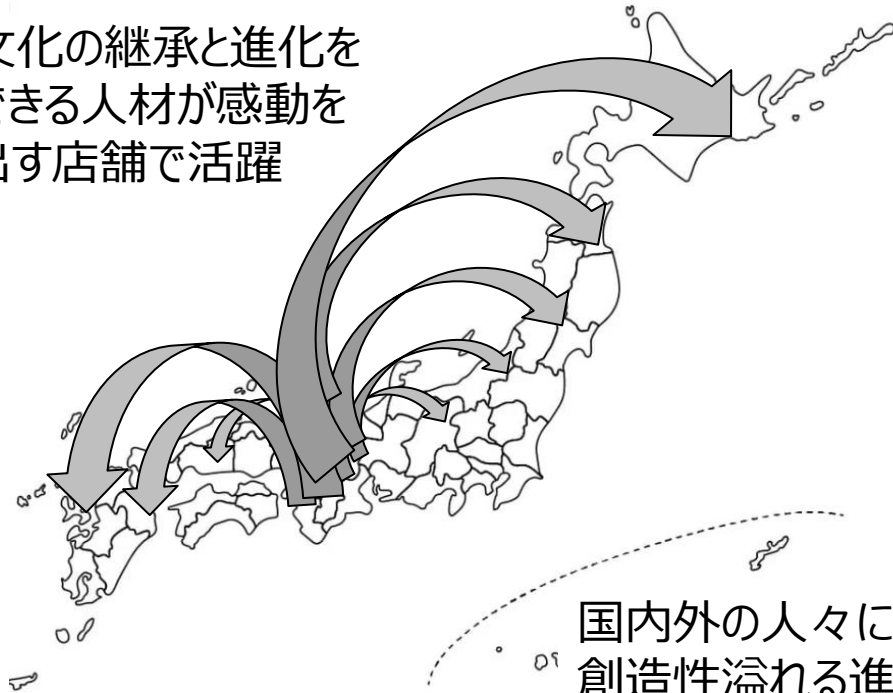 文化の継承と進化を
できる人材が感動を
出す店舗で活躍
国内外の人々に
創造性溢れる進